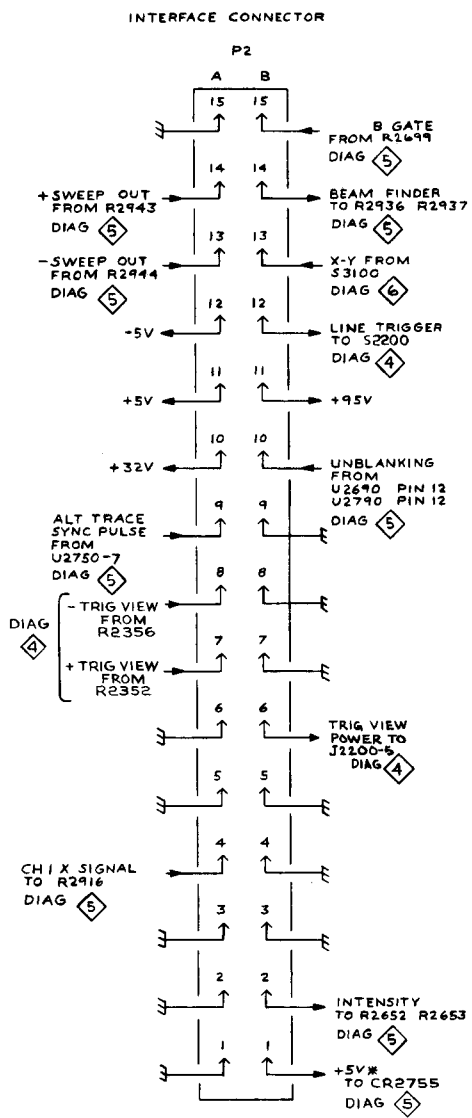 INTERFACE CONNECTOR
P2
A B
15 15
B GATE
FROM R2699
DIAG 5
14 14
+ SWEEP OUT
FROM R2943
DIAG 5
BEAM FINDER
TO R2936 R2937
DIAG 5
13 13
- SWEEP OUT
FROM R2944
DIAG 5
X-Y FROM
S3100
DIAG 6
12 12
-5V
LINE TRIGGER
TO S2200
DIAG 4
11 11
+5V
+95V
10 10
+32V
UNBLANKING
FROM
U2690 PIN 12
U2790 PIN 12
DIAG 5
9 9
ALT TRACE
SYNC PULSE
FROM
U2750-7
DIAG 5
8 8
DIAG 4
- TRIG VIEW
FROM
R2356
7 7
+ TRIG VIEW
FROM
R2352
6 6
TRIG VIEW
POWER TO
J2200-5
DIAG 4
5 5
4 4
CH 1 X SIGNAL
TO R2916
DIAG 5
3 3
2 2
INTENSITY
TO R2652 R2653
DIAG 5
1 1
+5V*
TO CR2755
DIAG 5